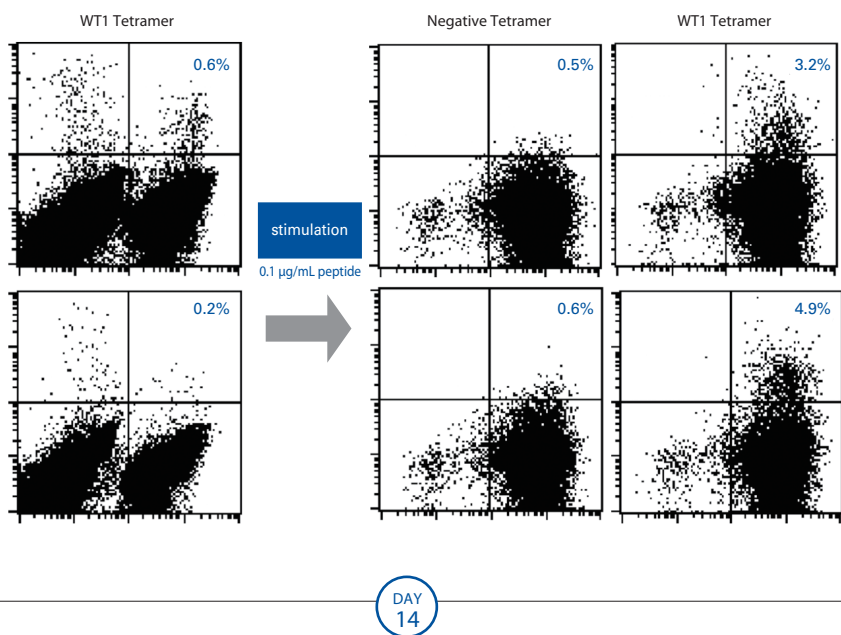 WT1 Tetramer
Negative Tetramer
WT1 Tetramer
0.6%
0.5%
3.2%
stimulation
0.1 µg/mL peptide
0.2%
0.6%
4.9%
DAY
14